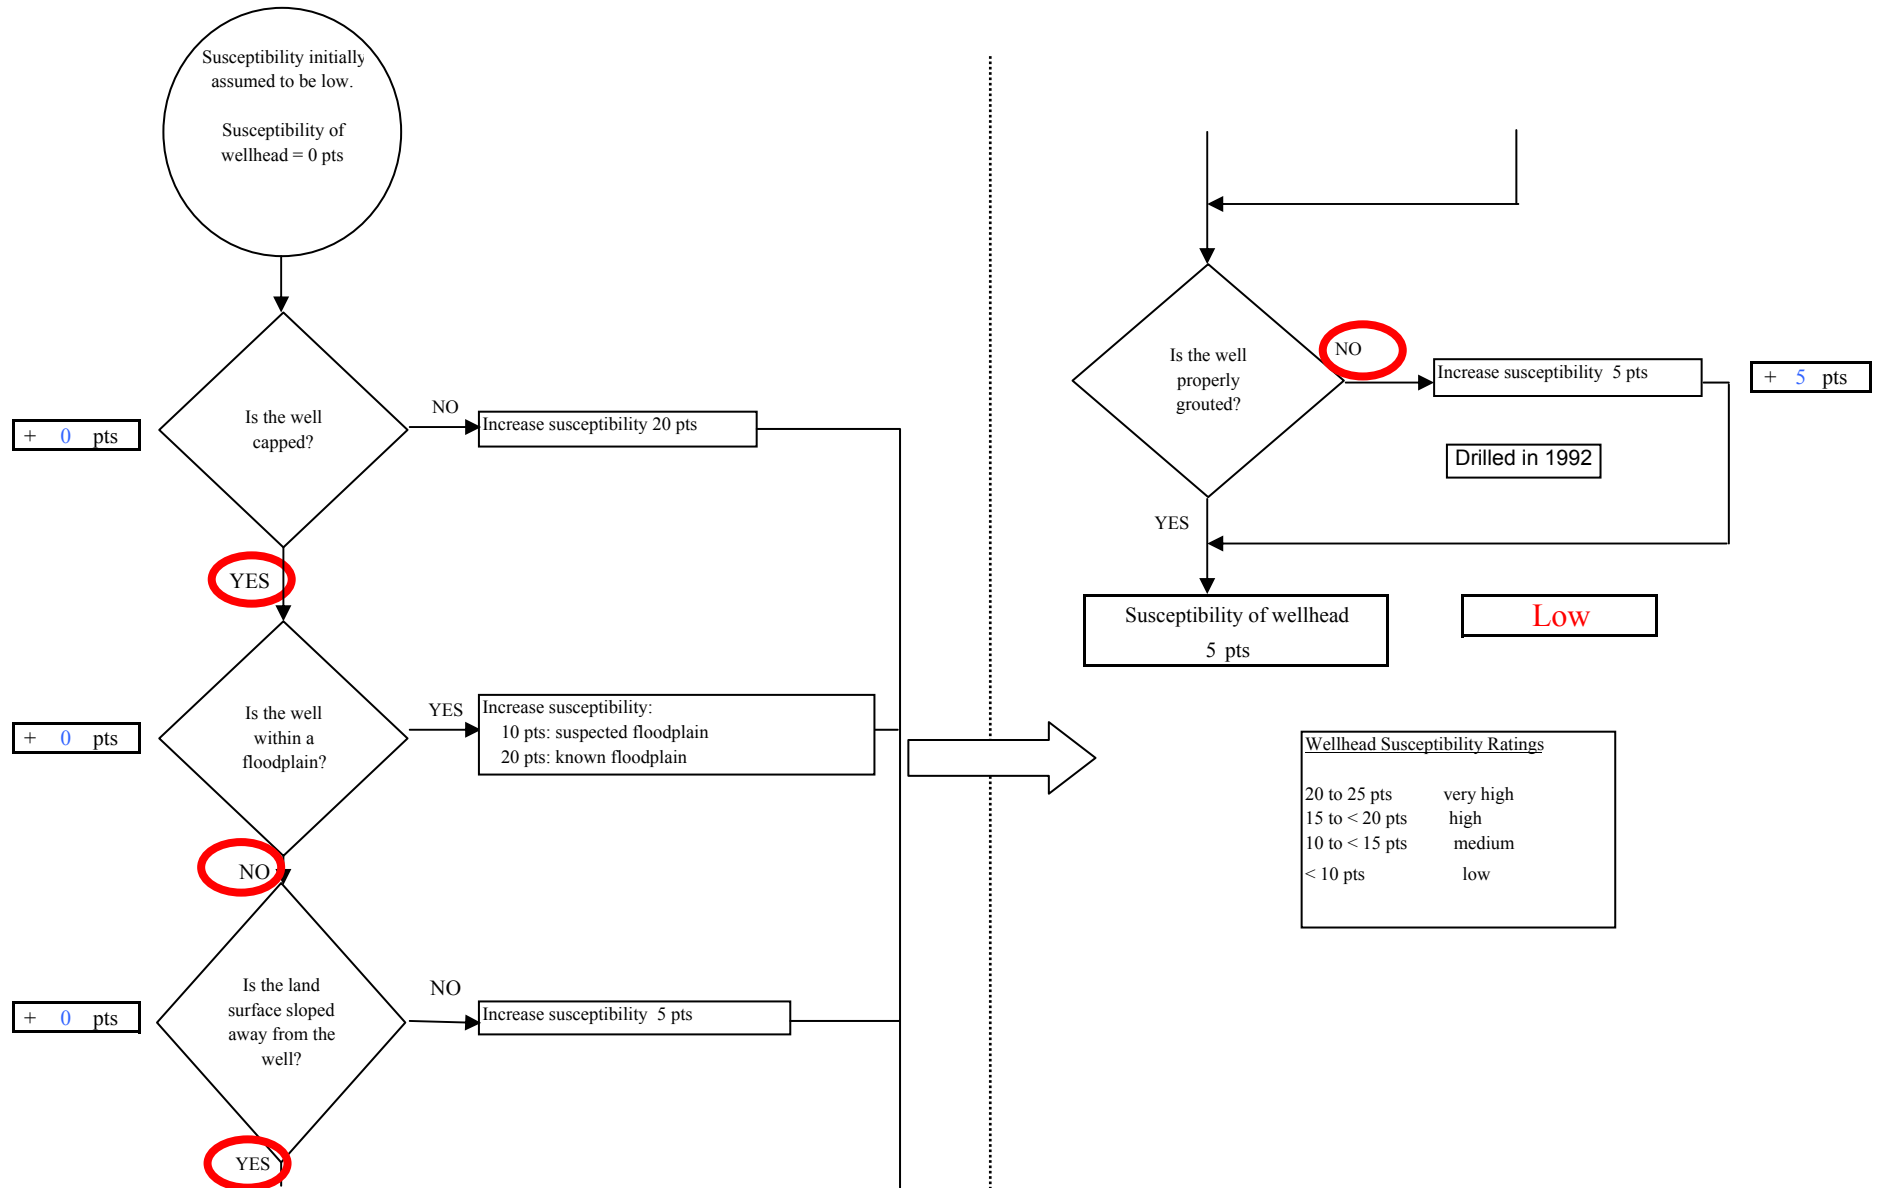 Susceptibility initially
assumed to be low.
Susceptibility of
wellhead = 0 pts
Is the well
capped?
+ 0 pts
NO
Increase susceptibility 20 pts
YES
Is the well
within a
floodplain?
+ 0 pts
YES
Increase susceptibility:
10 pts: suspected floodplain
20 pts: known floodplain
NO
Is the land
surface sloped
away from the
well?
+ 0 pts
NO
Increase susceptibility 5 pts
YES
Is the well
properly
grouted?
NO
Increase susceptibility 5 pts
+ 5 pts
Drilled in 1992
YES
Susceptibility of wellhead
5 pts
Low
Wellhead Susceptibility Ratings
20 to 25 pts very high
15 to < 20 pts high
10 to < 15 pts medium
< 10 pts low